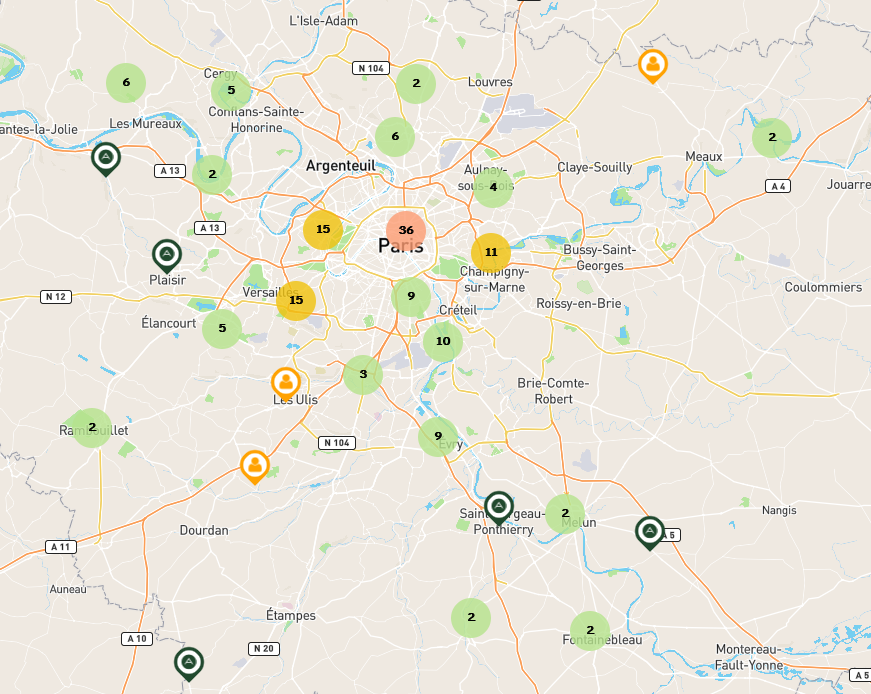 L'Isle-Adam
N 104
Louvres
Cergy
6
5
2
Conflans-Sainte-
Honorine
Les Mureaux
antes-la-Jolie
6
2
A 13
2
Argenteuil
Aulnay-
sous-Bois
4
Claye-Souilly
Meaux
A 4
Jouarre
A
A 13
15
36
Paris
11
Bussy-Saint-
Georges
A
Plaisir
Champigny-
sur-Marne
N 12
Versailles
15
9
Coulommiers
Roissy-en-Brie
Créteil
Élancourt
5
10
3
Les Ulis
Brie-Comte-
Robert
2
Rambouillet
N 104
9
Évry
A
Saint-Fargeau-
Ponthierry
2
Melun
Nangis
Dourdan
A
A 5
A 11
Auneau
Étampes
2
2
Fontainebleau
A 10
N 20
A
Montereau-
Fault-Yonne
A 5